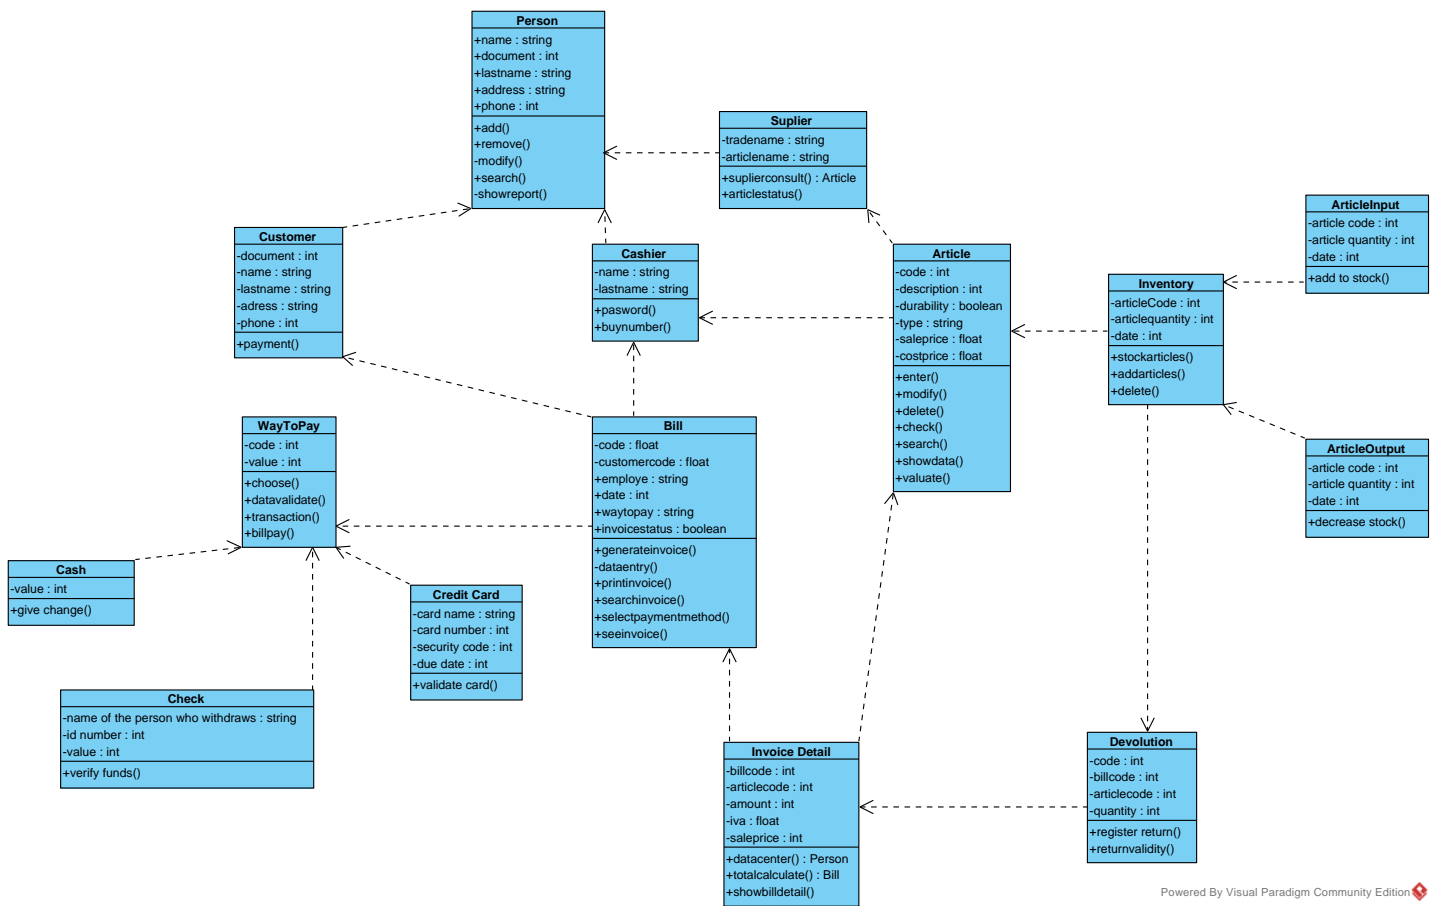 Person
+name : string
+document : int
+lastname : string
+address : string
+phone : int
+add()
+remove()
-modify()
+search()
-showreport()
Suplier
-tradename : string
-articlename : string
+suplierconsult() : Article
+articlestatus()
ArticleInput
-article code : int
-article quantity : int
-date : int
+add to stock()
Customer
-document : int
-name : string
-lastname : string
-adress : string
-phone : int
+payment()
Cashier
-name : string
-lastname : string
+pasword()
+buynumber()
Article
-code : int
-description : int
-durability : boolean
-type : string
-saleprice : float
-costprice : float
+enter()
+modify()
+delete()
+check()
+search()
+showdata()
+valuate()
Inventory
-articleCode : int
-articlequantity : int
-date : int
+stockarticles()
+addarticles()
+delete()
WayToPay
-code : int
-value : int
+choose()
+datavalidate()
+transaction()
+billpay()
Bill
-code : float
-customercode : float
+employe : string
+date : int
+waytopay : string
+invoicestatus : boolean
+generateinvoice()
-dataentry()
+printinvoice()
+searchinvoice()
+selectpaymentmethod()
+seeinvoice()
ArticleOutput
-article code : int
-article quantity : int
-date : int
+decrease stock()
Cash
-value : int
+give change()
Credit Card
-card name : string
-card number : int
-security code : int
-due date : int
+validate card()
Check
-name of the person who withdraws : string
-id number : int
-value : int
+verify funds()
Invoice Detail
-billcode : int
-articlecode : int
-amount : int
-iva : float
-saleprice : int
+datacenter() : Person
+totalcalculate() : Bill
+showbilldetail()
Devolution
-code : int
-billcode : int
-articlecode : int
-quantity : int
+register return()
+returnvalidity()
Powered By Visual Paradigm Community Edition